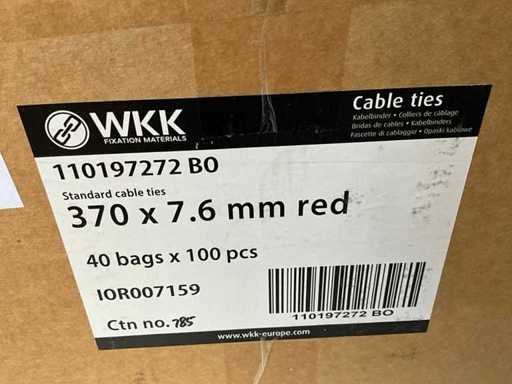 WKK
FIXATION MATERIALS
Cable ties
Kabelbinder • Colliers de câblage
Bridas de cables • Kabelbinders
Fascette di cablaggio • Opaski kablowe
110197272 BO
Standard cable ties
370 x 7.6 mm red
40 bags x 100 pcs
IOR007159
110197272 BO
Ctn no. 785
www.wkk-europe.com